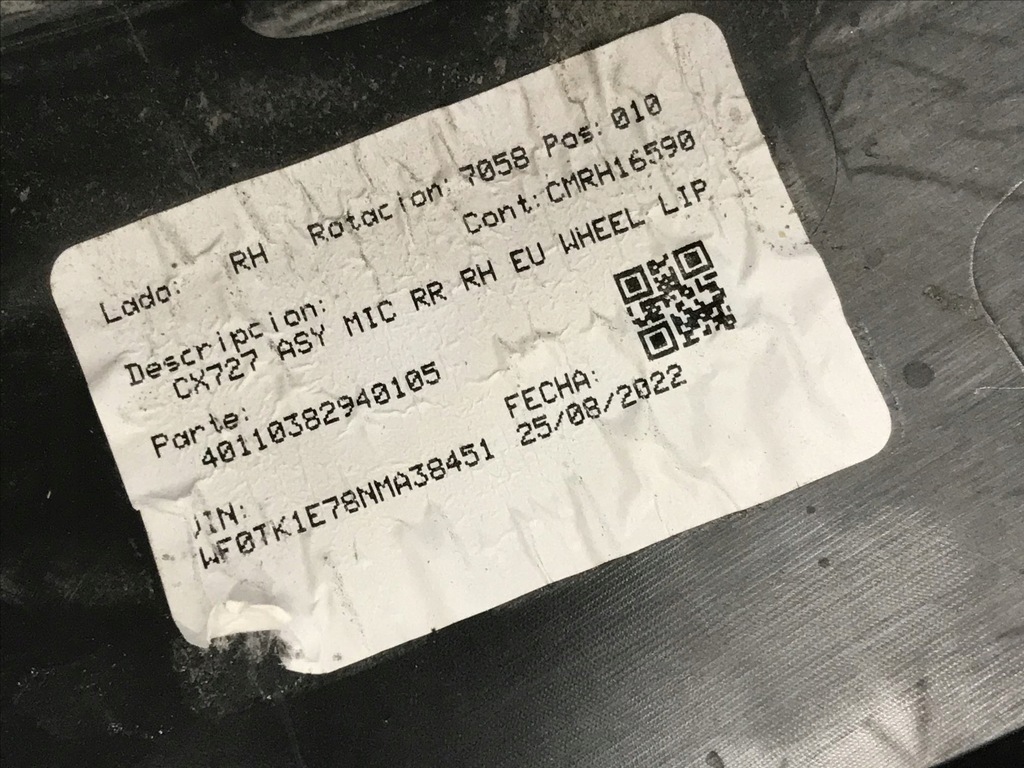 Lado: RH Rotacion: 7058 Pos: 010
Cont: CMRH16590
Descripcion:
CX727 ASY MIC RR RH EU WHEEL LIP
Parte:
40110382940105
FECHA:
25/08/2022
VIN:
WF0TK1E78NMA38451